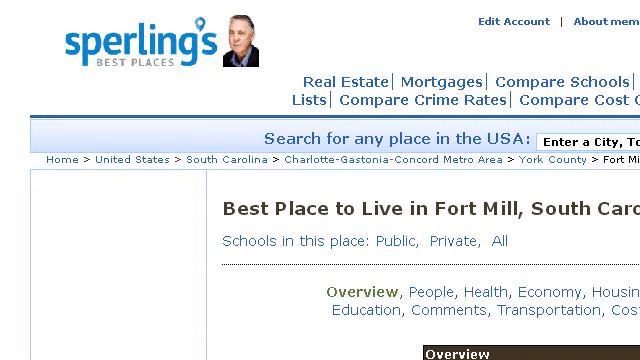 sperling's
BEST PLACES
Edit Account | About mem
Real Estate| Mortgages| Compare Schools|
Lists| Compare Crime Rates| Compare Cost
Search for any place in the USA: Enter a City, To
Home > United States > South Carolina > Charlotte-Gastonia-Concord Metro Area > York County > Fort Mi
Best Place to Live in Fort Mill, South Caro
Schools in this place: Public, Private, All
Overview, People, Health, Economy, Housin
Education, Comments, Transportation, Cos
Overview